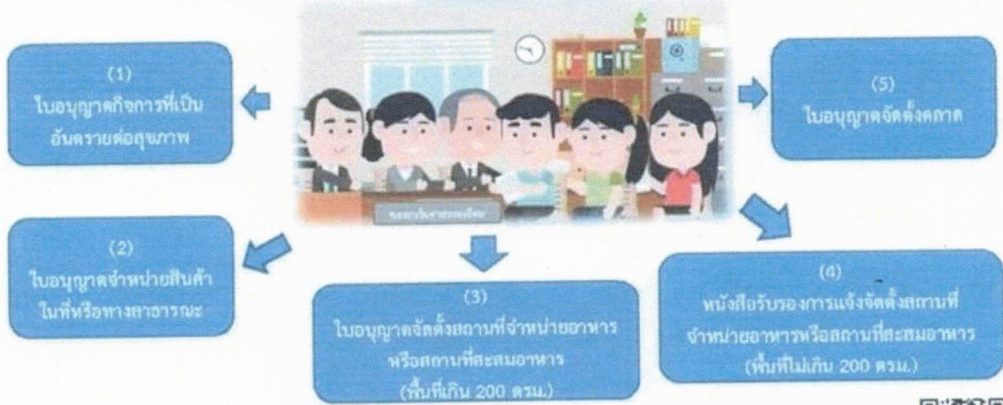 (1)
ใบอนุญาตกิจการที่เป็น
อันตรายต่อสุขภาพ
(5)
ใบอนุญาตจัดตั้งตลาด
(2)
ใบอนุญาตจำหน่ายสินค้า
ในที่หรือทางสาธารณะ
(3)
ใบอนุญาตจัดตั้งสถานที่จำหน่ายอาหาร
หรือสถานที่สะสมอาหาร
(พื้นที่เกิน 200 ตรม.)
(4)
หนังสือรับรองการแจ้งจัดตั้งสถานที่
จำหน่ายอาหารหรือสถานที่สะสมอาหาร
(พื้นที่ไม่เกิน 200 ตรม.)